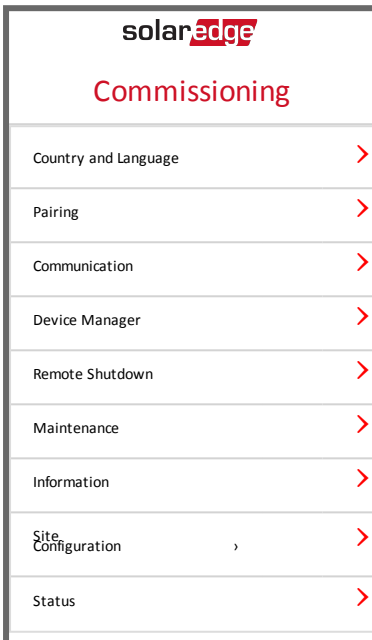 solaredge
Commissioning
Country and Language
Pairing
Communication
Device Manager
Remote Shutdown
Maintenance
Information
Site
Configuration ›
Status